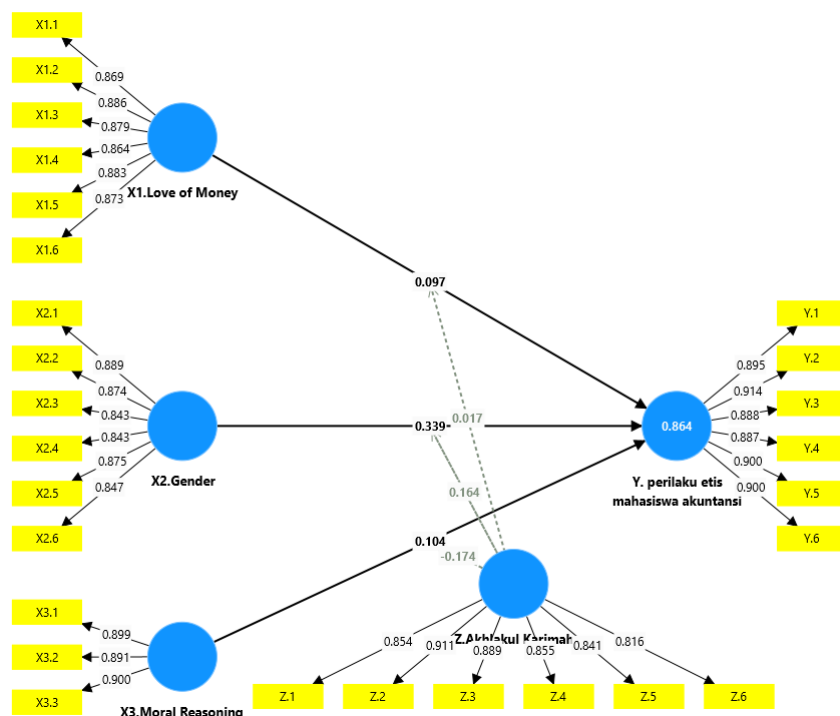 X1.1
X1.2
X1.3
X1.4
X1.5
X1.6
0.869
0.886
0.879
0.864
0.883
0.873
X1.Love of Money
X2.1
X2.2
X2.3
X2.4
X2.5
X2.6
0.889
0.874
0.843
0.843
0.875
0.847
X2.Gender
X3.1
X3.2
X3.3
0.899
0.891
0.900
X3.Moral Reasoning
0.097
0.339
0.104
0.017
0.164
-0.174
0.864
Y. perilaku etis
mahasiswa akuntansi
0.895
0.914
0.888
0.887
0.900
0.900
Y.1
Y.2
Y.3
Y.4
Y.5
Y.6
Z.Akhlakul Karimah
0.854
0.911
0.889
0.855
0.841
0.816
Z.1
Z.2
Z.3
Z.4
Z.5
Z.6